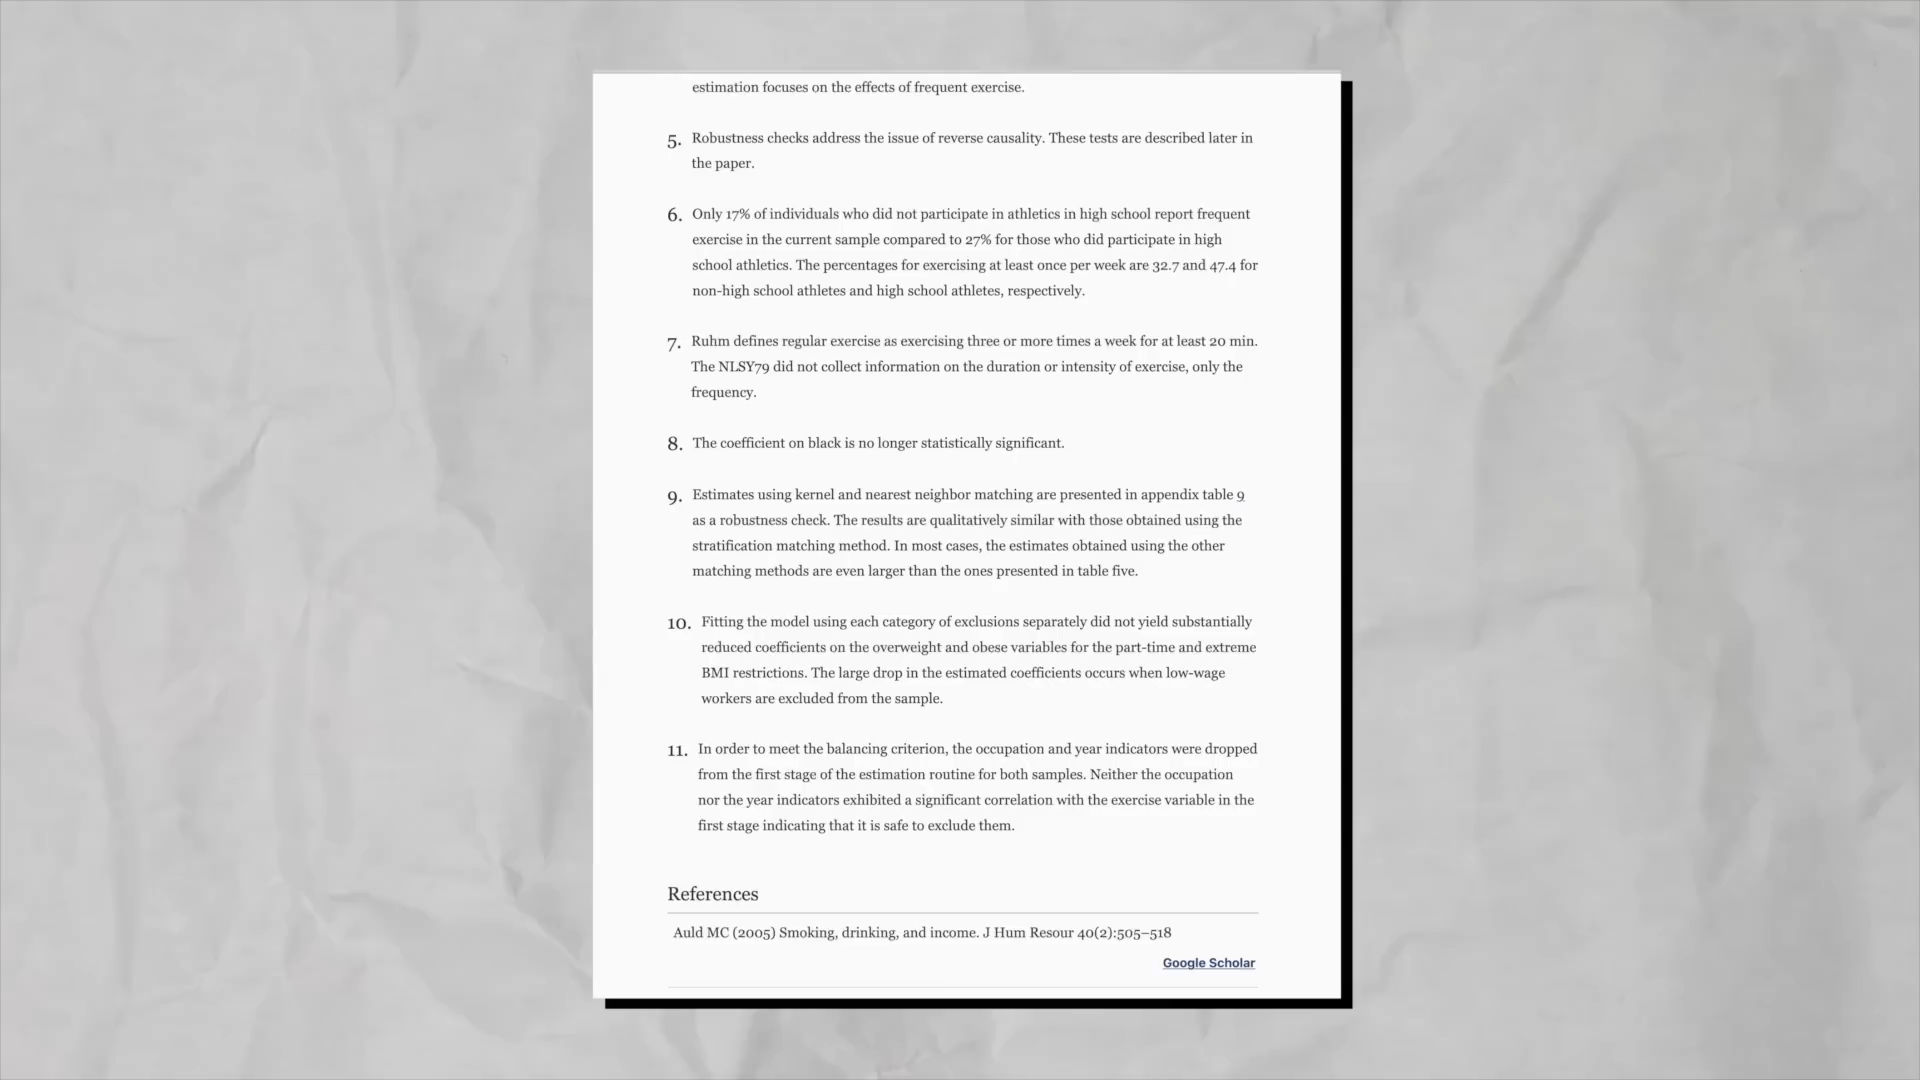 estimation focuses on the effects of frequent exercise.
5. Robustness checks address the issue of reverse causality. These tests are described later in
the paper.
6. Only 17% of individuals who did not participate in athletics in high school report frequent
exercise in the current sample compared to 27% for those who did participate in high
school athletics. The percentages for exercising at least once per week are 32.7 and 47.4 for
non-high school athletes and high school athletes, respectively.
7. Ruhm defines regular exercise as exercising three or more times a week for at least 20 min.
The NLSY79 did not collect information on the duration or intensity of exercise, only the
frequency.
8. The coefficient on black is no longer statistically significant.
9. Estimates using kernel and nearest neighbor matching are presented in appendix table 9
as a robustness check. The results are qualitatively similar with those obtained using the
stratification matching method. In most cases, the estimates obtained using the other
matching methods are even larger than the ones presented in table five.
10. Fitting the model using each category of exclusions separately did not yield substantially
reduced coefficients on the overweight and obese variables for the part-time and extreme
BMI restrictions. The large drop in the estimated coefficients occurs when low-wage
workers are excluded from the sample.
11. In order to meet the balancing criterion, the occupation and year indicators were dropped
from the first stage of the estimation routine for both samples. Neither the occupation
nor the year indicators exhibited a significant correlation with the exercise variable in the
first stage indicating that it is safe to exclude them.
References
Auld MC (2005) Smoking, drinking, and income. J Hum Resour 40(2):505–518
Google Scholar